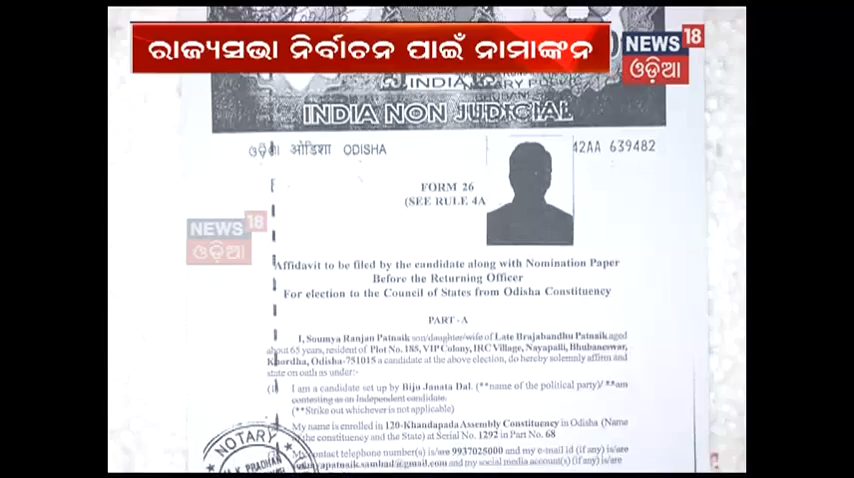 ରାଜ୍ୟସଭା ନିର୍ବାଚନ ପାଇଁ ନାମାଙ୍କନ
NEWS 18
ଓଡ଼ିଆ
INDIA
INDIA NON JUDICIAL
ଓଡ଼ିଶା ओडिशा ODISHA
42AA 639482
FORM 26
(SEE RULE 4A
NEWS 18
ଓଡ଼ିଆ
Affidavit to be filed by the candidate along with Nomination Paper
Before the Returning Officer
For election to the Council of States from Odisha Constituency
PART-A
I, Soumya Ranjan Patnaik son/daughter/wife of Late Brajabandhu Patnaik aged
about 65 years, resident of Plot No. 185, VIP Colony, IRC Village, Nayapalli, Bhubaneswar,
Khordha, Odisha-751015 a candidate at the above election, do hereby solemnly affirm and
state on oath as under:-
(1) I am a candidate set up by Biju Janata Dal. (**name of the political party)/ **am
contesting as an Independent candidate.
(**Strike out whichever is not applicable)
My name is enrolled in 120-Khandapada Assembly Constituency in Odisha (Name
of the constituency and the State) at Serial No. 1292 in Part No. 68
My contact telephone number(s) is/are 9937025000 and my e-mail id (if any) is/are
and my social media account(s) (if any) is/are
NOTARY
PRADHAN